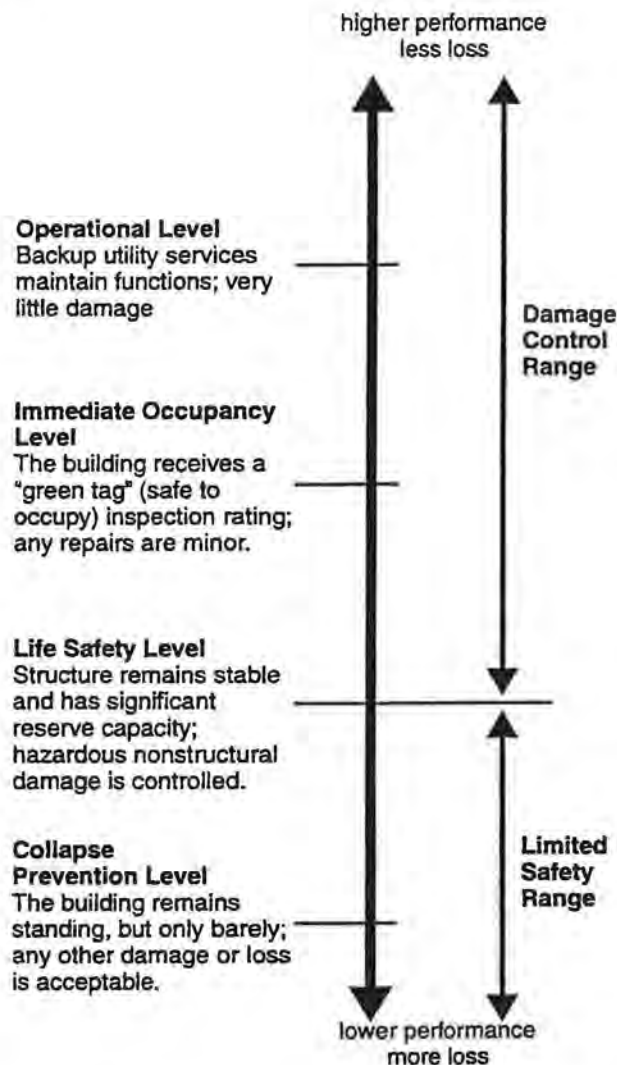 higher performance
less loss
Operational Level
Backup utility services
maintain functions; very
little damage
Damage
Control
Range
Immediate Occupancy
Level
The building receives a
"green tag" (safe to
occupy) inspection rating;
any repairs are minor.
Life Safety Level
Structure remains stable
and has significant
reserve capacity;
hazardous nonstructural
damage is controlled.
Collapse
Prevention Level
The building remains
standing, but only barely;
any other damage or loss
is acceptable.
Limited
Safety
Range
lower performance
more loss